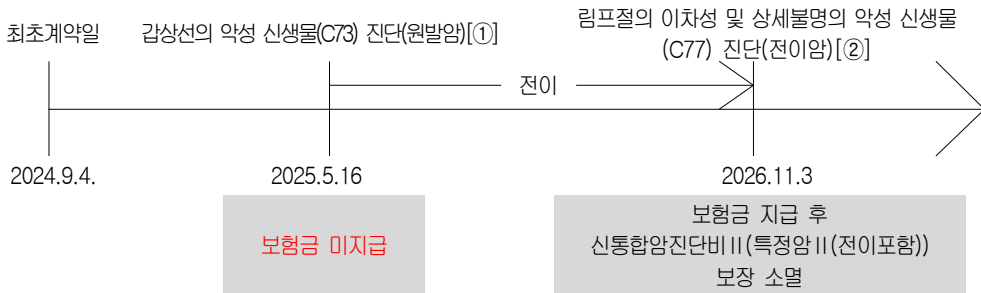 최초계약일
갑상선의 악성 신생물(C73) 진단(원발암)[①]
림프절의 이차성 및 상세불명의 악성 신생물
(C77) 진단(전이암)[②]
전이
2024.9.4.
2025.5.16
2026.11.3
보험금 미지급
보험금 지급 후
신통합암진단비Ⅱ(특정암Ⅱ(전이포함))
보장 소멸